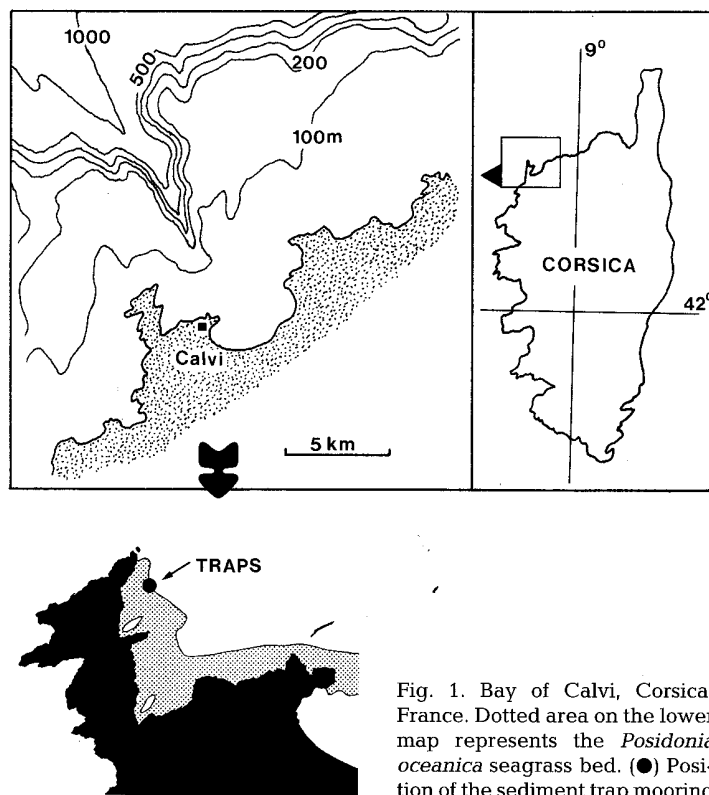 1000
500
200
100m
Calvi
5 km
9°
CORSICA
42°
TRAPS
Fig. 1. Bay of Calvi, Corsica
France. Dotted area on the lower
map represents the Posidonia
oceanica seagrass bed. (●) Posi-
tion of the sediment trap mooring